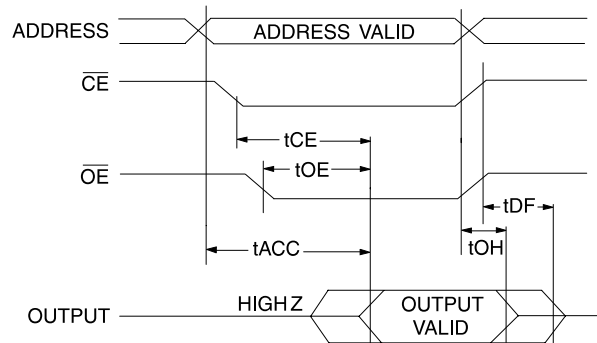 ADDRESS
ADDRESS VALID
CE
tCE
OE
tOE
tDF
tACC
tOH
OUTPUT
HIGH Z
OUTPUT
VALID